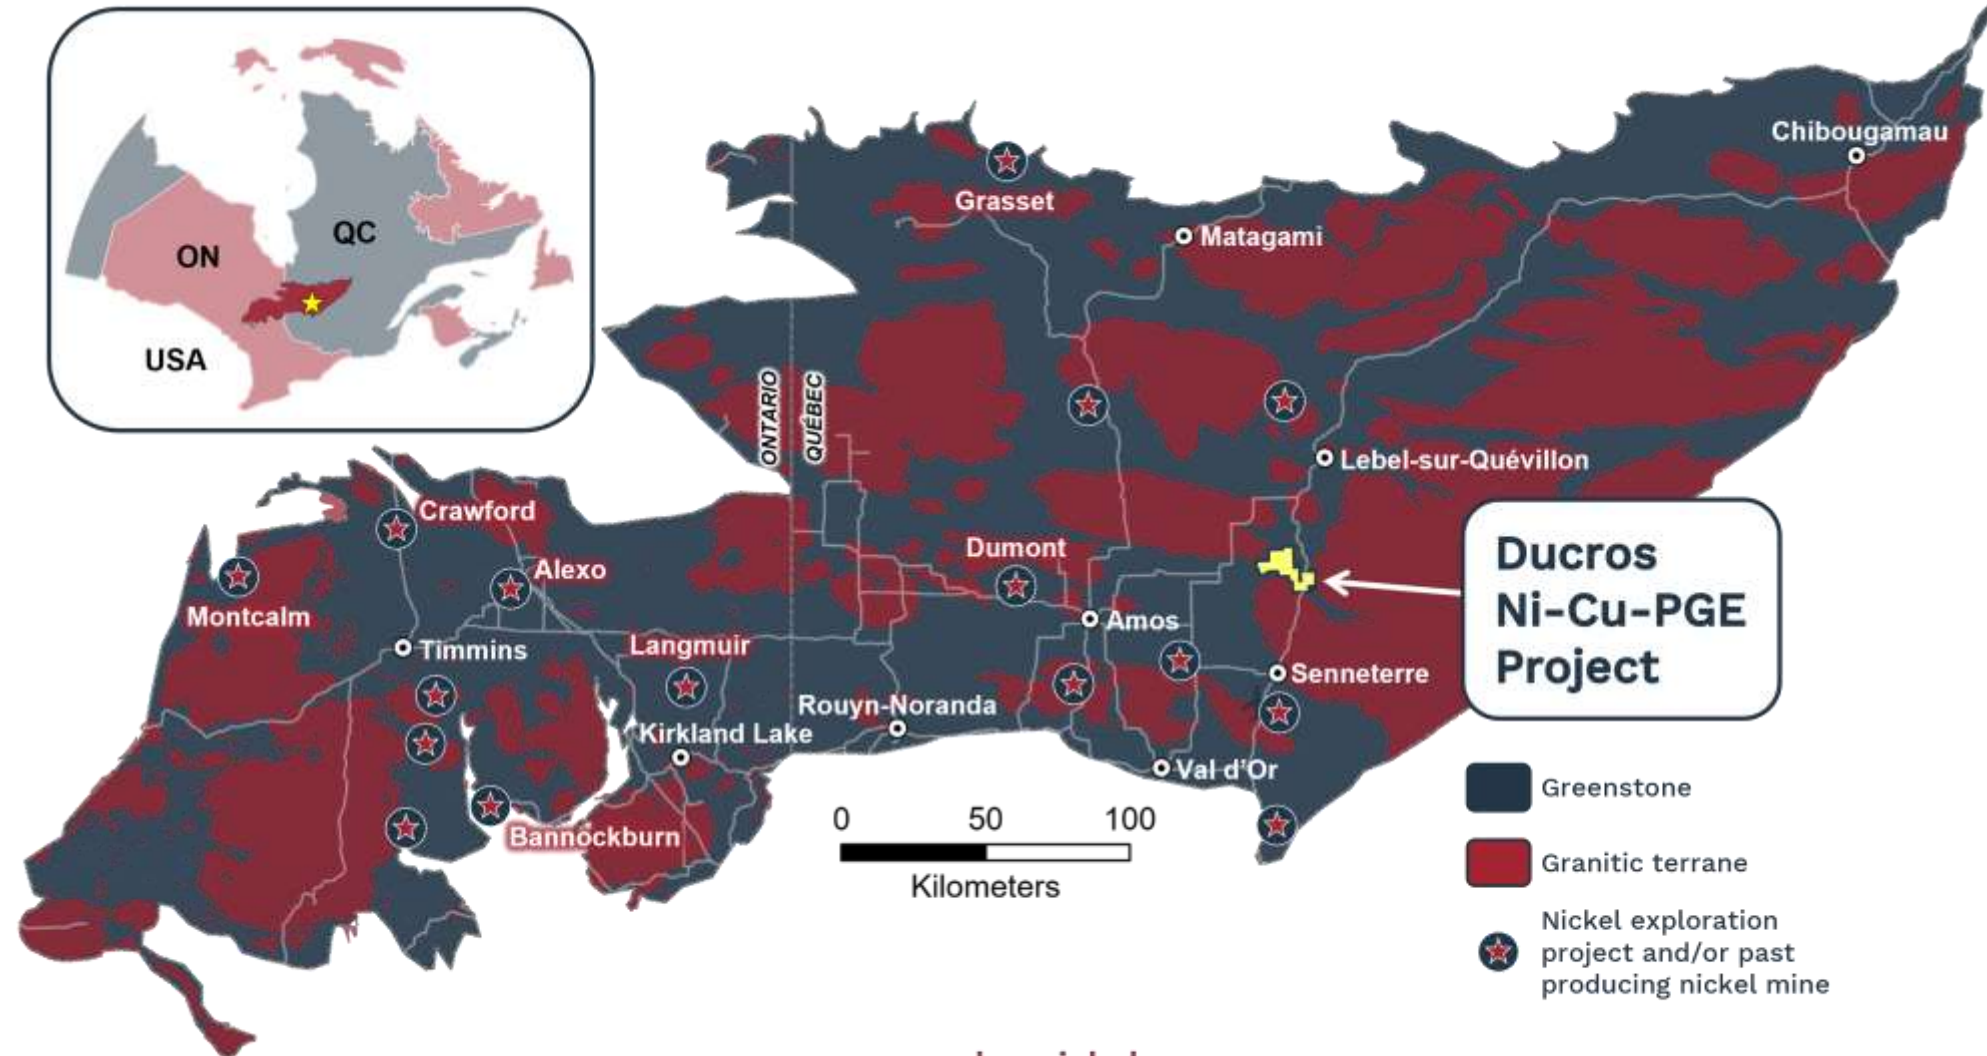 ON
QC
USA
Chibougamau
Grasset
Matagami
ONTARIO
QUÉBEC
Lebel-sur-Quévillon
Crawford
Alexo
Montcalm
Dumont
Amos
Ducros
Ni-Cu-PGE
Project
Timmins
Langmuir
Senneterre
Rouyn-Noranda
Kirkland Lake
Val d'Or
Bannockburn
0 50 100
Kilometers
Greenstone
Granitic terrane
Nickel exploration
project and/or past
producing nickel mine